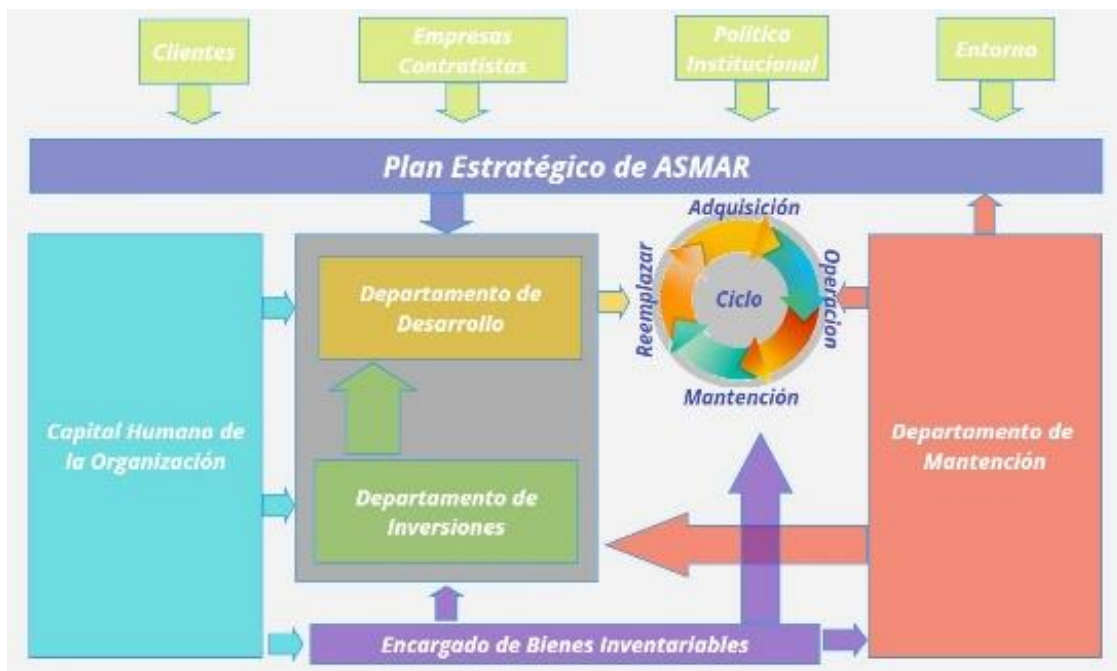 Clientes
Empresas
Contratistas
Política
Institucional
Entorno
Plan Estratégico de ASMAR
Adquisición
Operacion
Mantención
Reemplazar
Ciclo
Departamento de
Desarrollo
Departamento de
Inversiones
Capital Humano de
la Organización
Departamento de
Mantención
Encargado de Bienes Inventariables